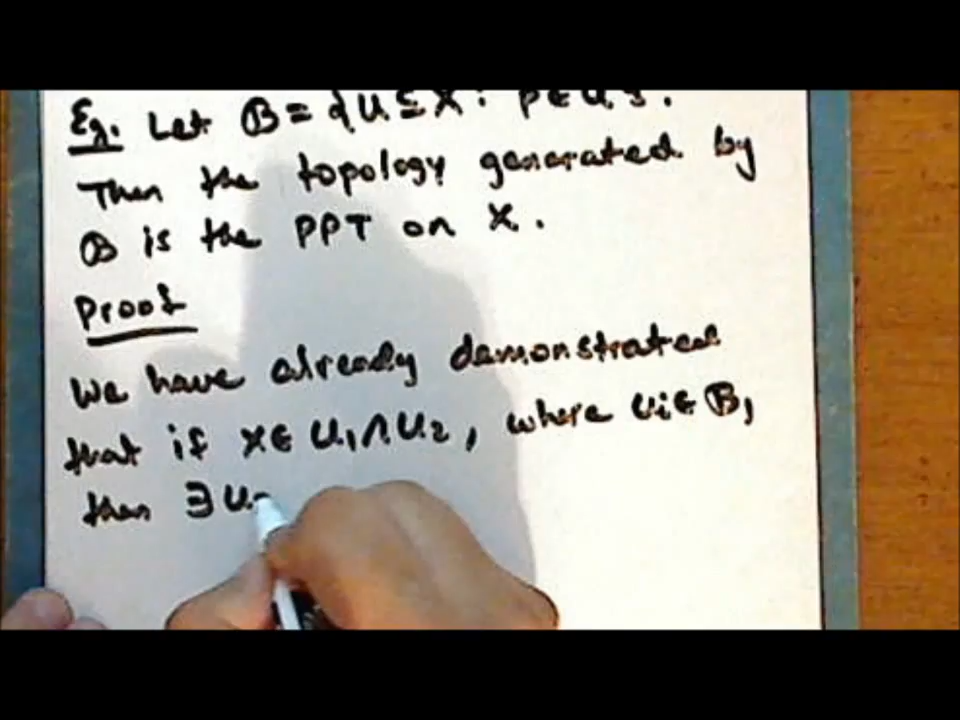 Eg. Let B = {U ⊆ X : p ∈ U}.
Then the topology generated by
B is the PPT on X.
Proof
We have already demonstrated
that if x ∈ U₁ ∩ U₂, where Uᵢ ∈ B,
then ∃ U